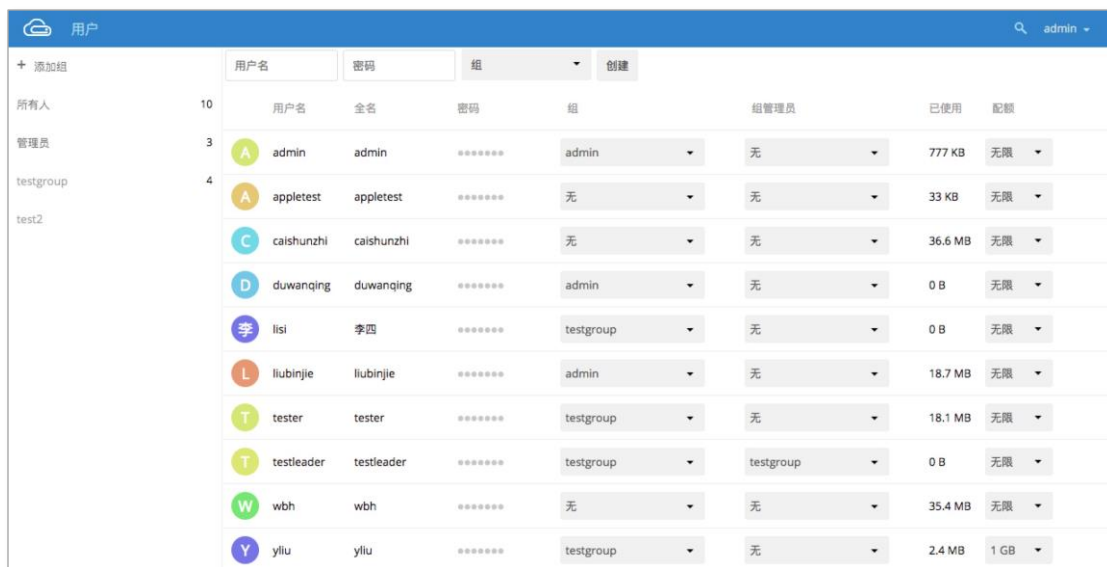 用户 admin
+ 添加组 用户名 密码 组 创建
所有人 10 用户名 全名 密码 组 组管理员 已使用 配额
管理员 3 A admin admin ●●●●●●● admin 无 777 KB 无限
testgroup 4 A appletest appletest ●●●●●●● 无 无 33 KB 无限
test2 C caishunzhi caishunzhi ●●●●●●● 无 无 36.6 MB 无限
D duwanqing duwanqing ●●●●●●● admin 无 0 B 无限
李 lisi 李四 ●●●●●●● testgroup 无 0 B 无限
L liubinjie liubinjie ●●●●●●● admin 无 18.7 MB 无限
T tester tester ●●●●●●● testgroup 无 18.1 MB 无限
T testleader testleader ●●●●●●● testgroup testgroup 0 B 无限
W wbh wbh ●●●●●●● 无 无 35.4 MB 无限
Y yliu yliu ●●●●●●● testgroup 无 2.4 MB 1 GB